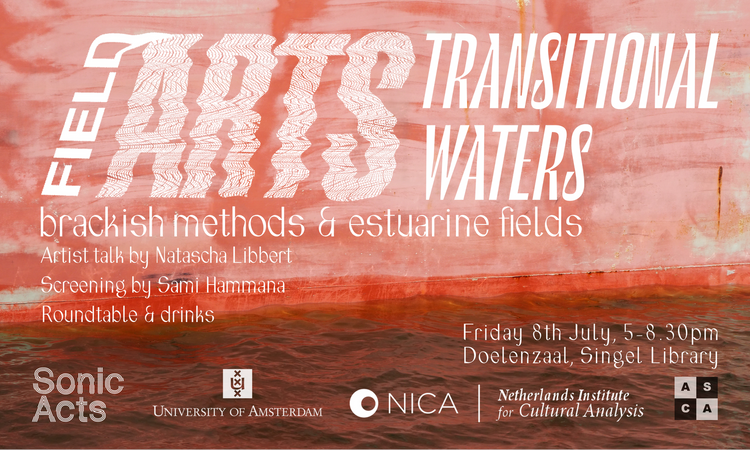 FIELD
ARTS
TRANSITIONAL
WATERS
brackish methods & estuarine fields
Artist talk by Natascha Libbert
Screening by Sami Hammana
Roundtable & drinks
Friday 8th July, 5-8.30pm
Doelenzaal, Singel Library
Sonic
Acts
UNIVERSITY OF AMSTERDAM
NICA
Netherlands Institute
for Cultural Analysis
A S
C A